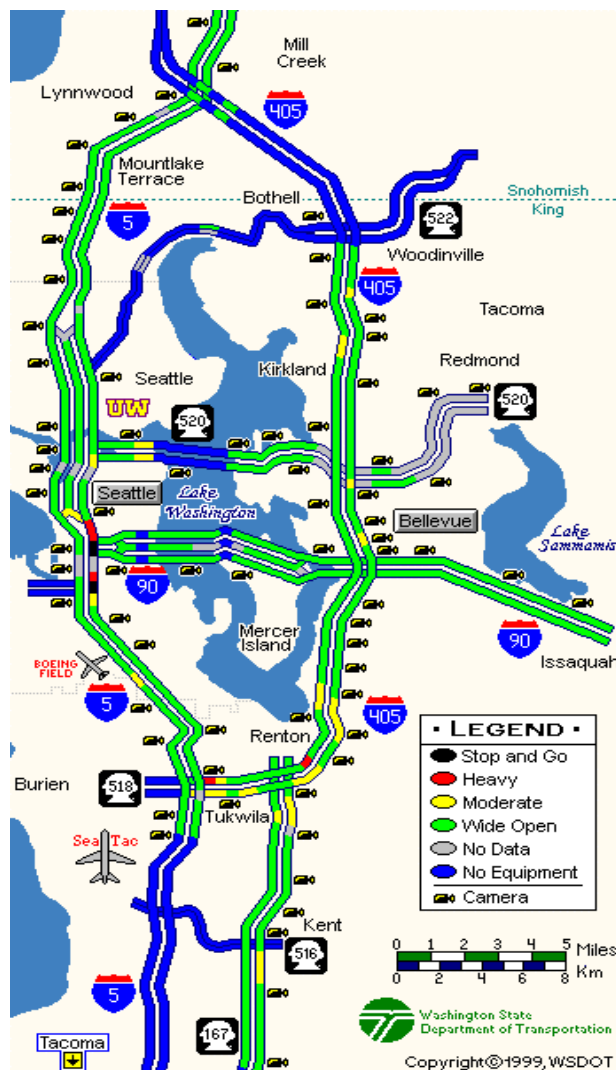 Mill
Creek
Lynnwood
405
Mountlake
Terrace
Bothell
Snohomish
King
5
522
Woodinville
405
Tacoma
Redmond
Kirkland
Seattle
UW
520
520
Seattle
Lake
Washington
Bellevue
Lake
Sammamis
90
Mercer
Island
90
Issaquah
BOEING
FIELD
5
405
Renton
Burien
518
Tukwila
Sea Tac
• LEGEND •
Stop and Go
Heavy
Moderate
Wide Open
No Data
No Equipment
Camera
Kent
516
0 1 2 3 4 5 Miles
0 2 4 6 8 Km
5
167
Washington State
Department of Transportation
Tacoma
Copyright©1999, WSDOT